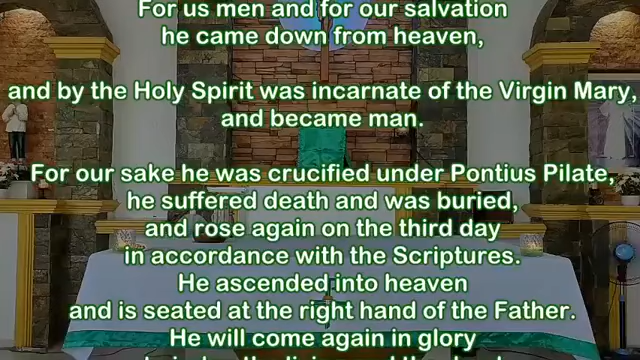 For us men and for our salvation
he came down from heaven,
and by the Holy Spirit was incarnate of the Virgin Mary,
and became man.
For our sake he was crucified under Pontius Pilate,
he suffered death and was buried,
and rose again on the third day
in accordance with the Scriptures.
He ascended into heaven
and is seated at the right hand of the Father.
He will come again in glory